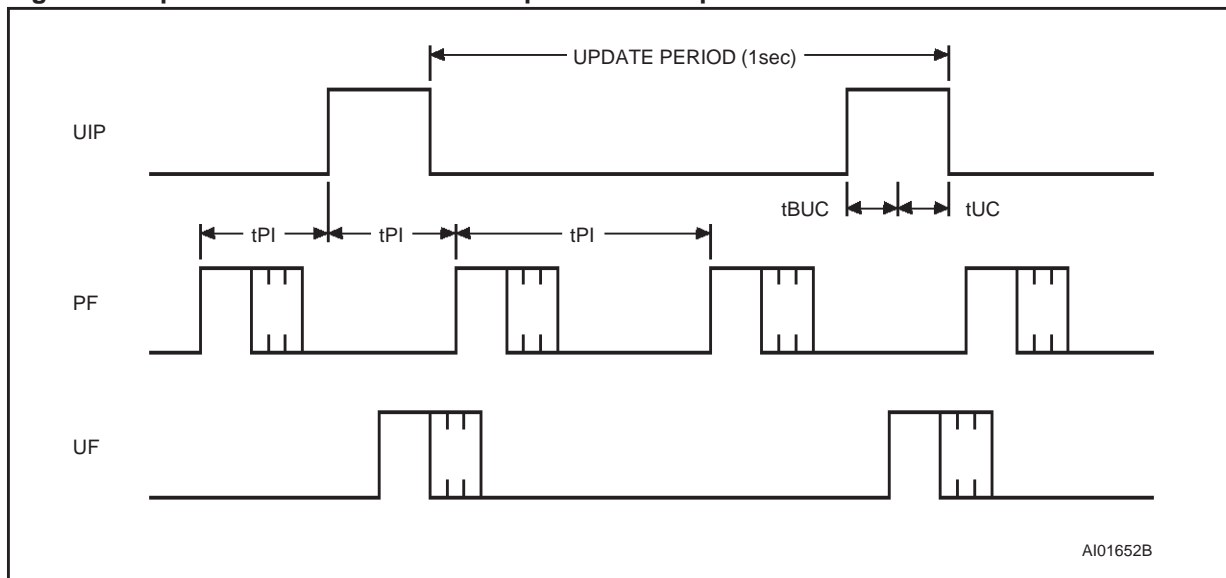 UPDATE PERIOD (1sec)
UIP
tBUC tUC
tPI tPI tPI
PF
UF
AI01652B